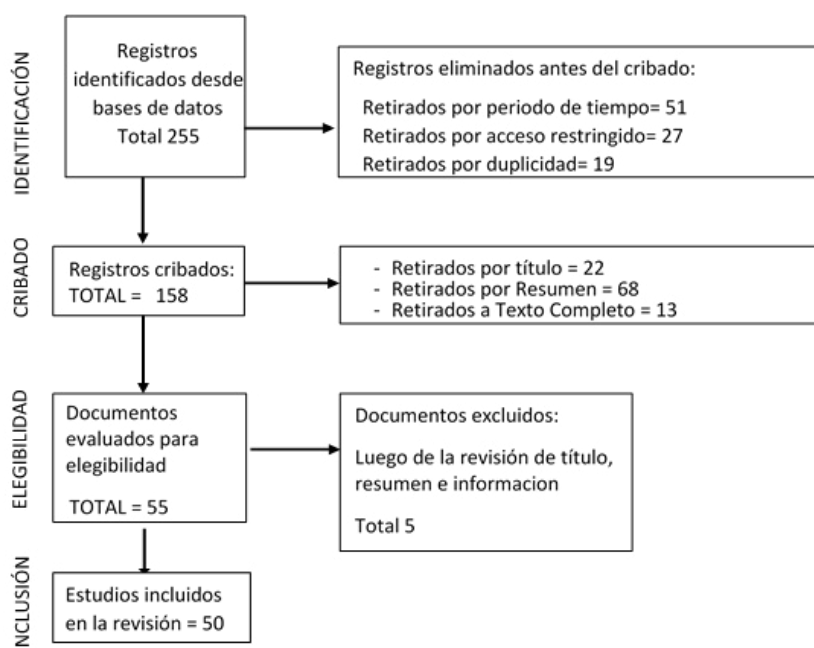 IDENTIFICACIÓN
Registros
identificados desde
bases de datos
Total 255
Registros eliminados antes del cribado:
Retirados por periodo de tiempo= 51
Retirados por acceso restringido= 27
Retirados por duplicidad= 19
CRIBADO
Registros cribados:
TOTAL = 158
- Retirados por título = 22
- Retirados por Resumen = 68
- Retirados a Texto Completo = 13
ELEGIBILIDAD
Documentos
evaluados para
elegibilidad
TOTAL = 55
Documentos excluidos:
Luego de la revisión de título,
resumen e informacion
Total 5
NCLUSIÓN
Estudios incluidos
en la revisión = 50